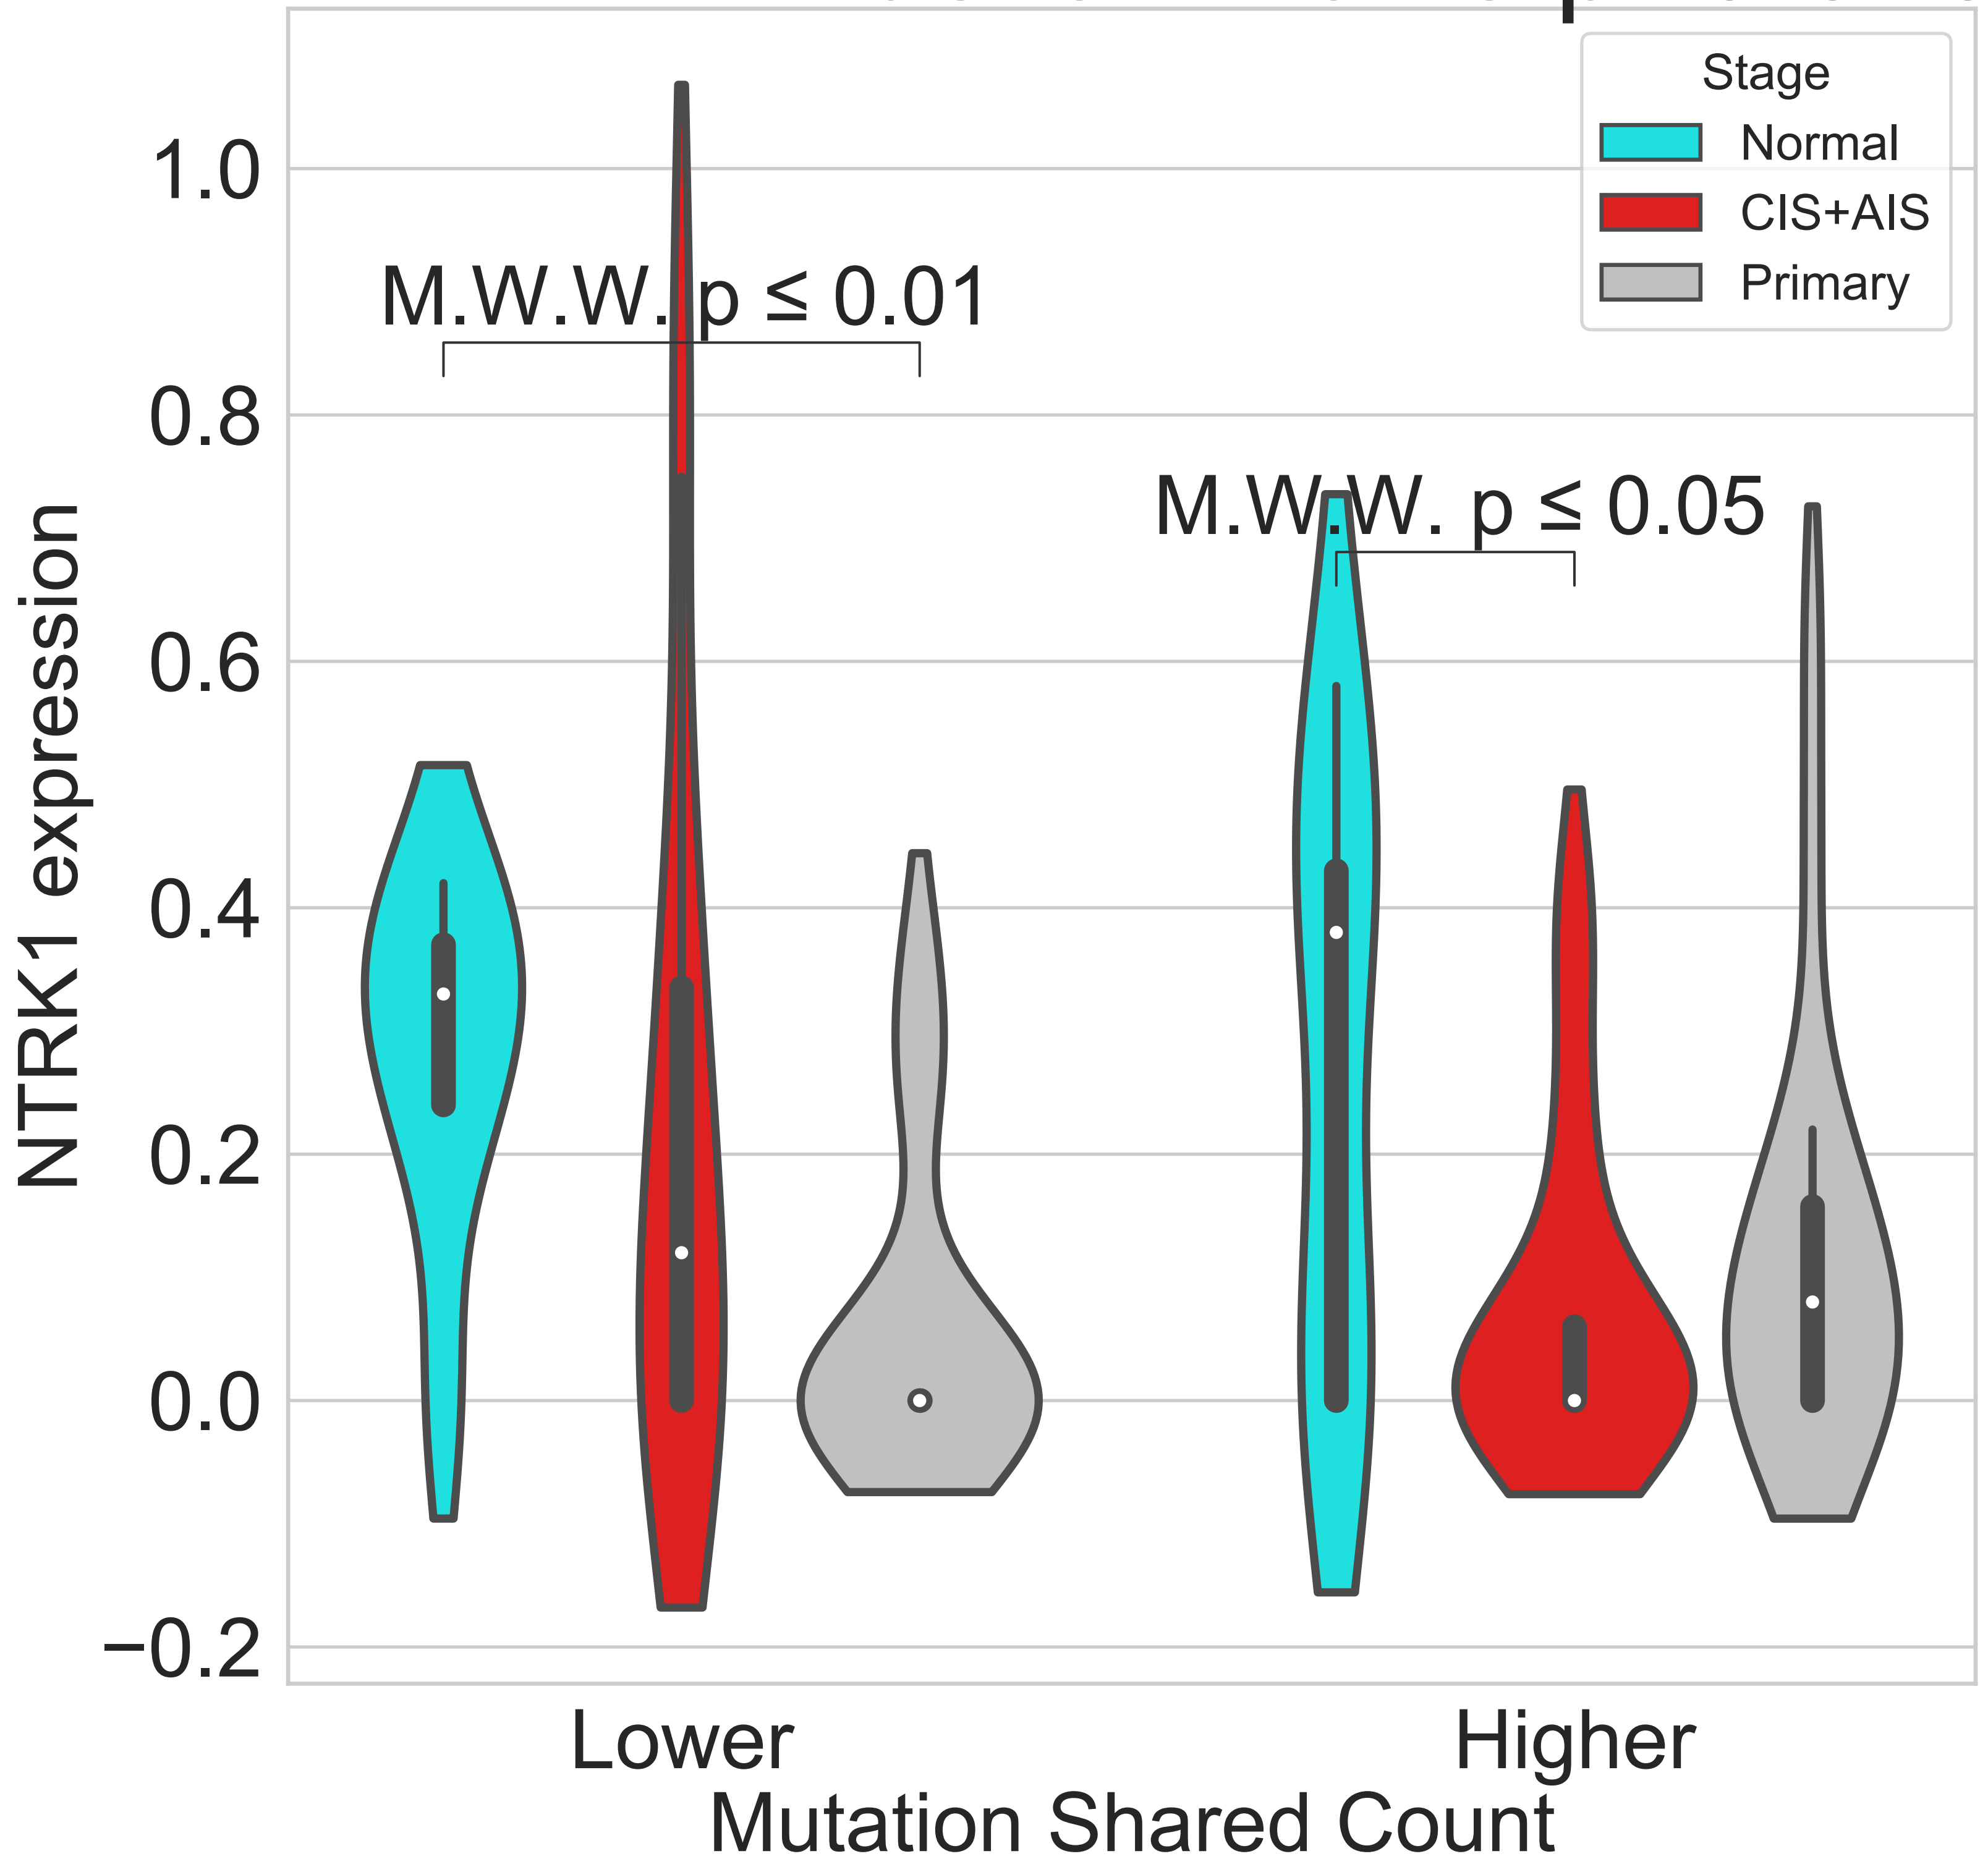 Stage
Normal
CIS+AIS
Primary
M.W.W. p ≤ 0.01
M.W.W. p ≤ 0.05
NTRK1 expression
1.0
0.8
0.6
0.4
0.2
0.0
−0.2
Lower Higher
Mutation Shared Count